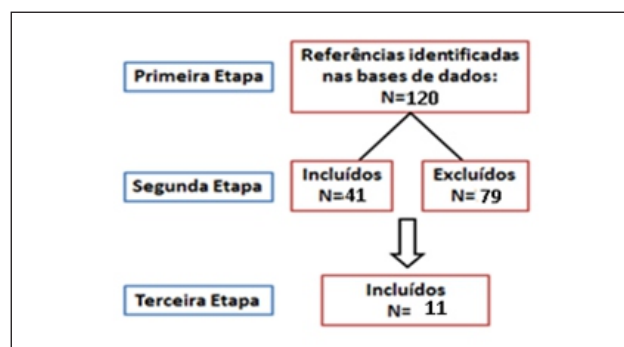 Primeira Etapa
Referências identificadas
nas bases de dados:
N=120
Segunda Etapa
Incluídos
N=41
Excluídos
N= 79
Terceira Etapa
Incluídos
N= 11